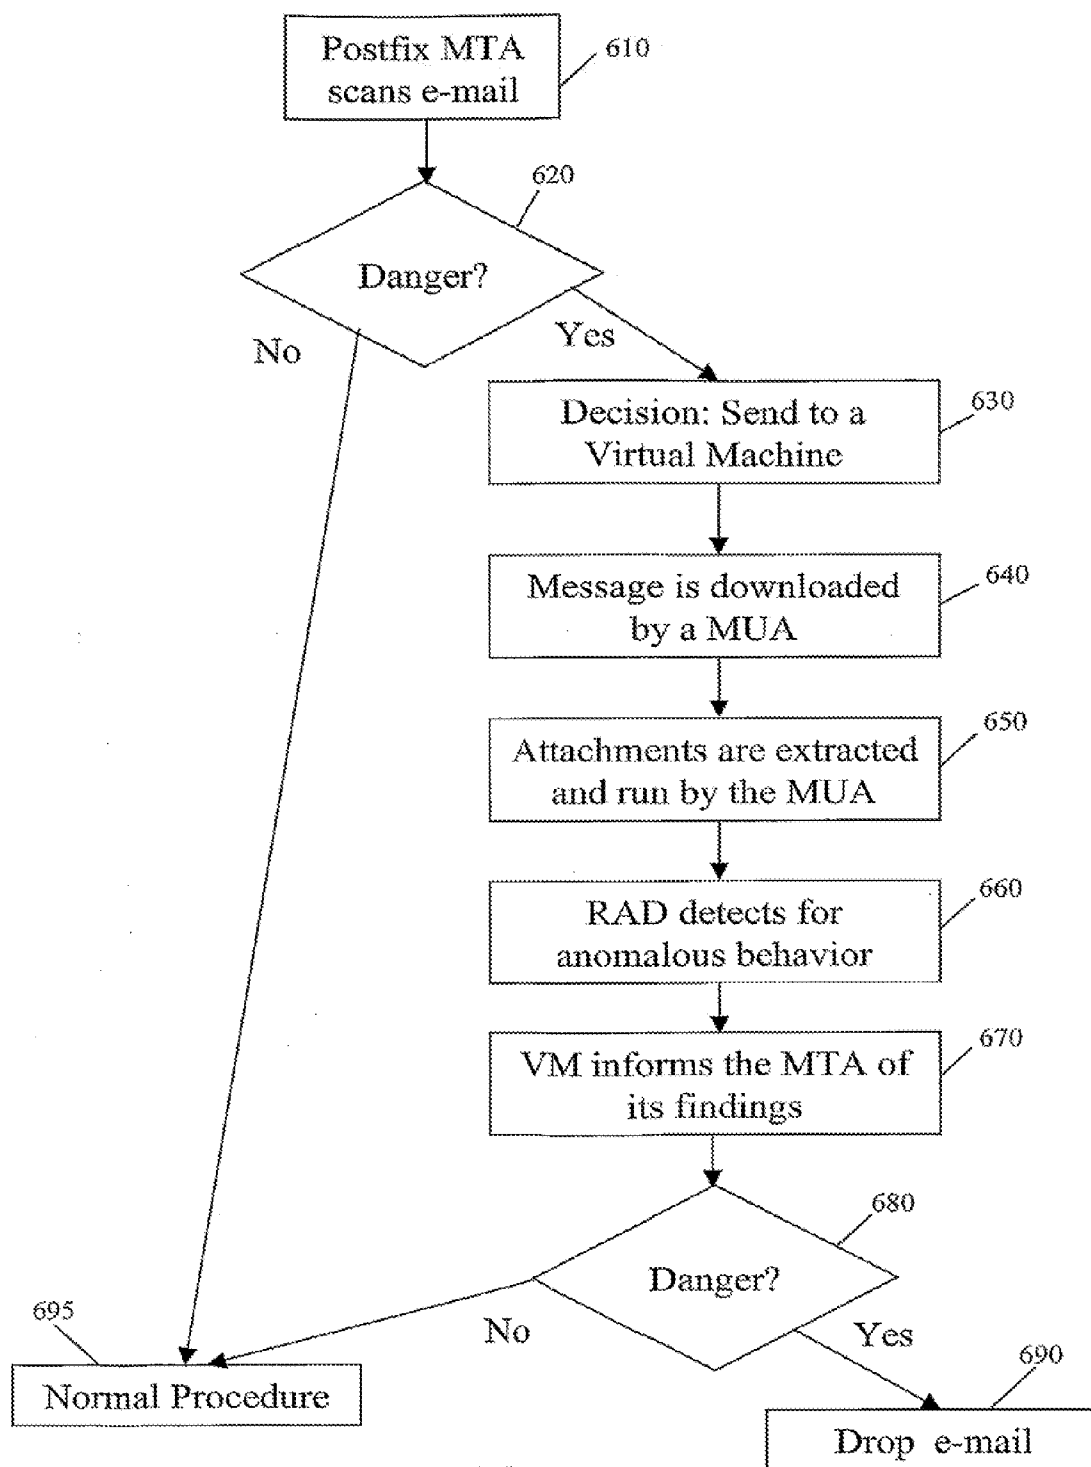 Postfix MTA
scans e-mail
610
620
Danger?
No
Yes
Decision: Send to a
Virtual Machine
630
Message is downloaded
by a MUA
640
Attachments are extracted
and run by the MUA
650
RAD detects for
anomalous behavior
660
VM informs the MTA of
its findings
670
680
Danger?
No
Yes
695
Normal Procedure
690
Drop e-mail